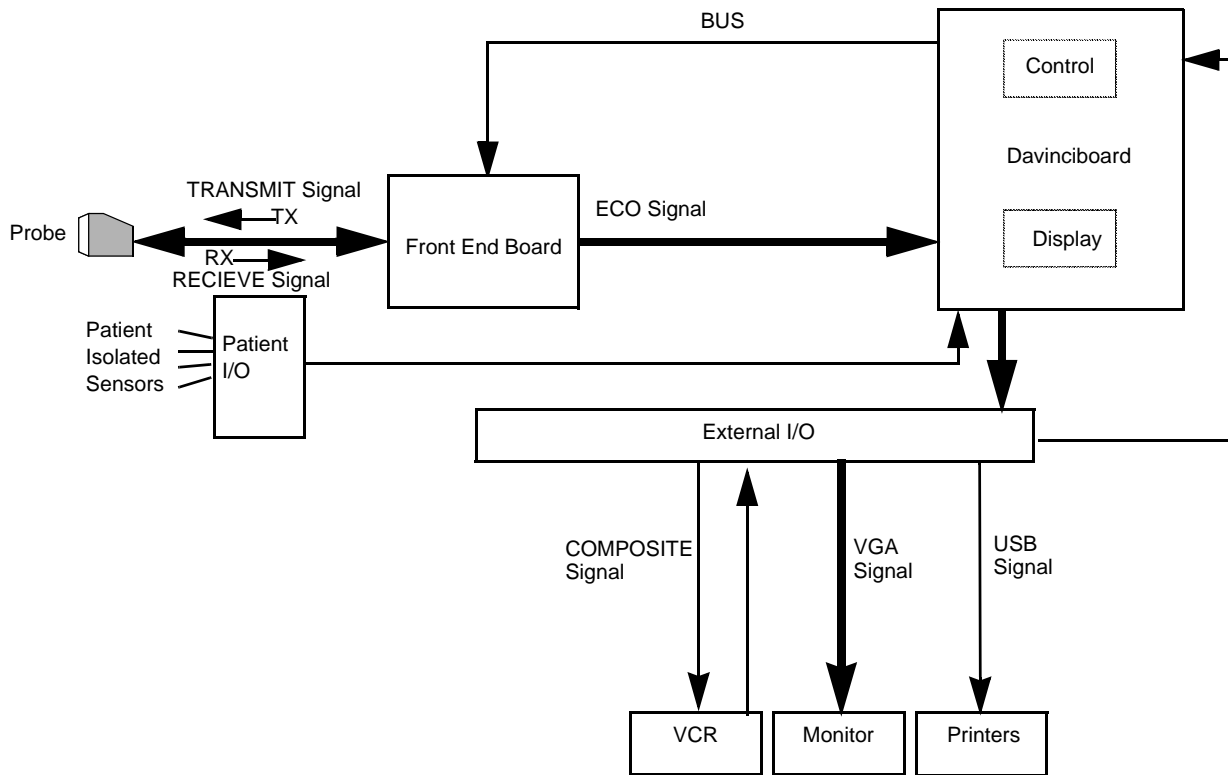 BUS
Control
Davinciboard
TRANSMIT Signal
TX
ECO Signal
Probe
Front End Board
Display
RX
RECIEVE Signal
Patient
Isolated
Sensors
Patient
I/O
External I/O
COMPOSITE
Signal
VGA
Signal
USB
Signal
VCR
Monitor
Printers